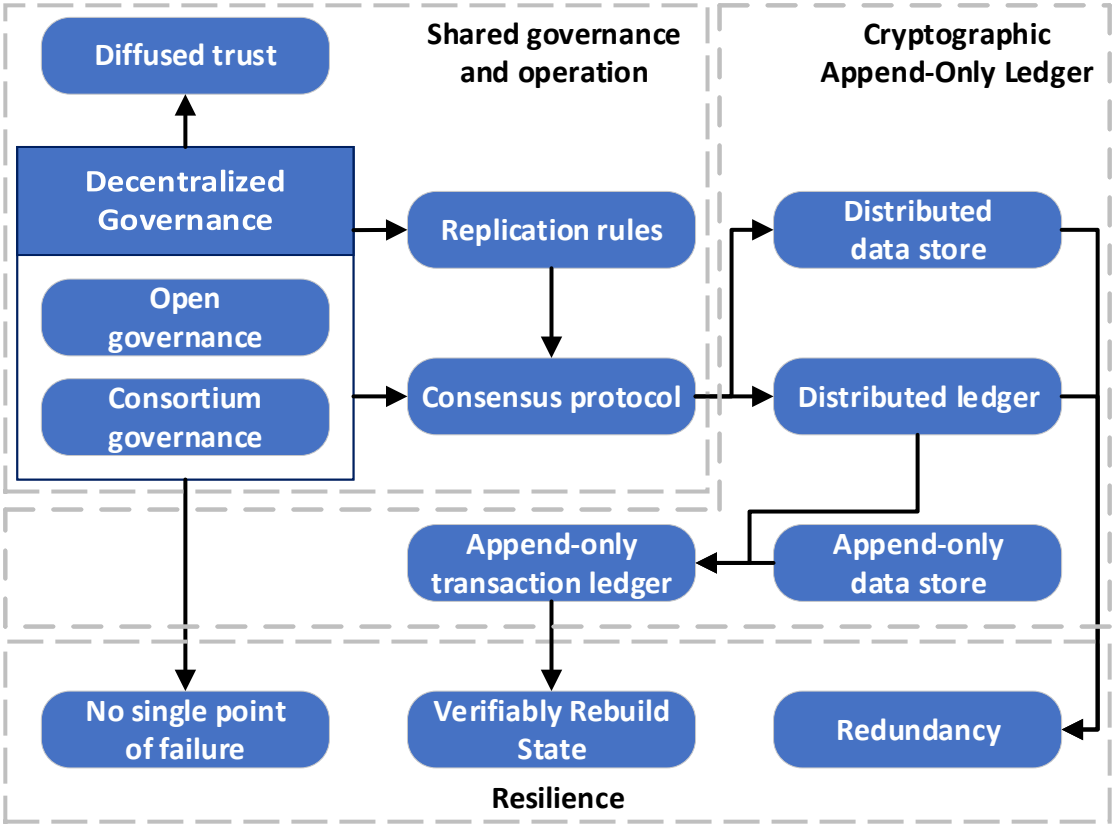 Diffused trust
Shared governance
and operation
Cryptographic
Append-Only Ledger
Decentralized
Governance
Replication rules
Distributed
data store
Open
governance
Consortium
governance
Consensus protocol
Distributed ledger
Append-only
transaction ledger
Append-only
data store
No single point
of failure
Verifiably Rebuild
State
Redundancy
Resilience